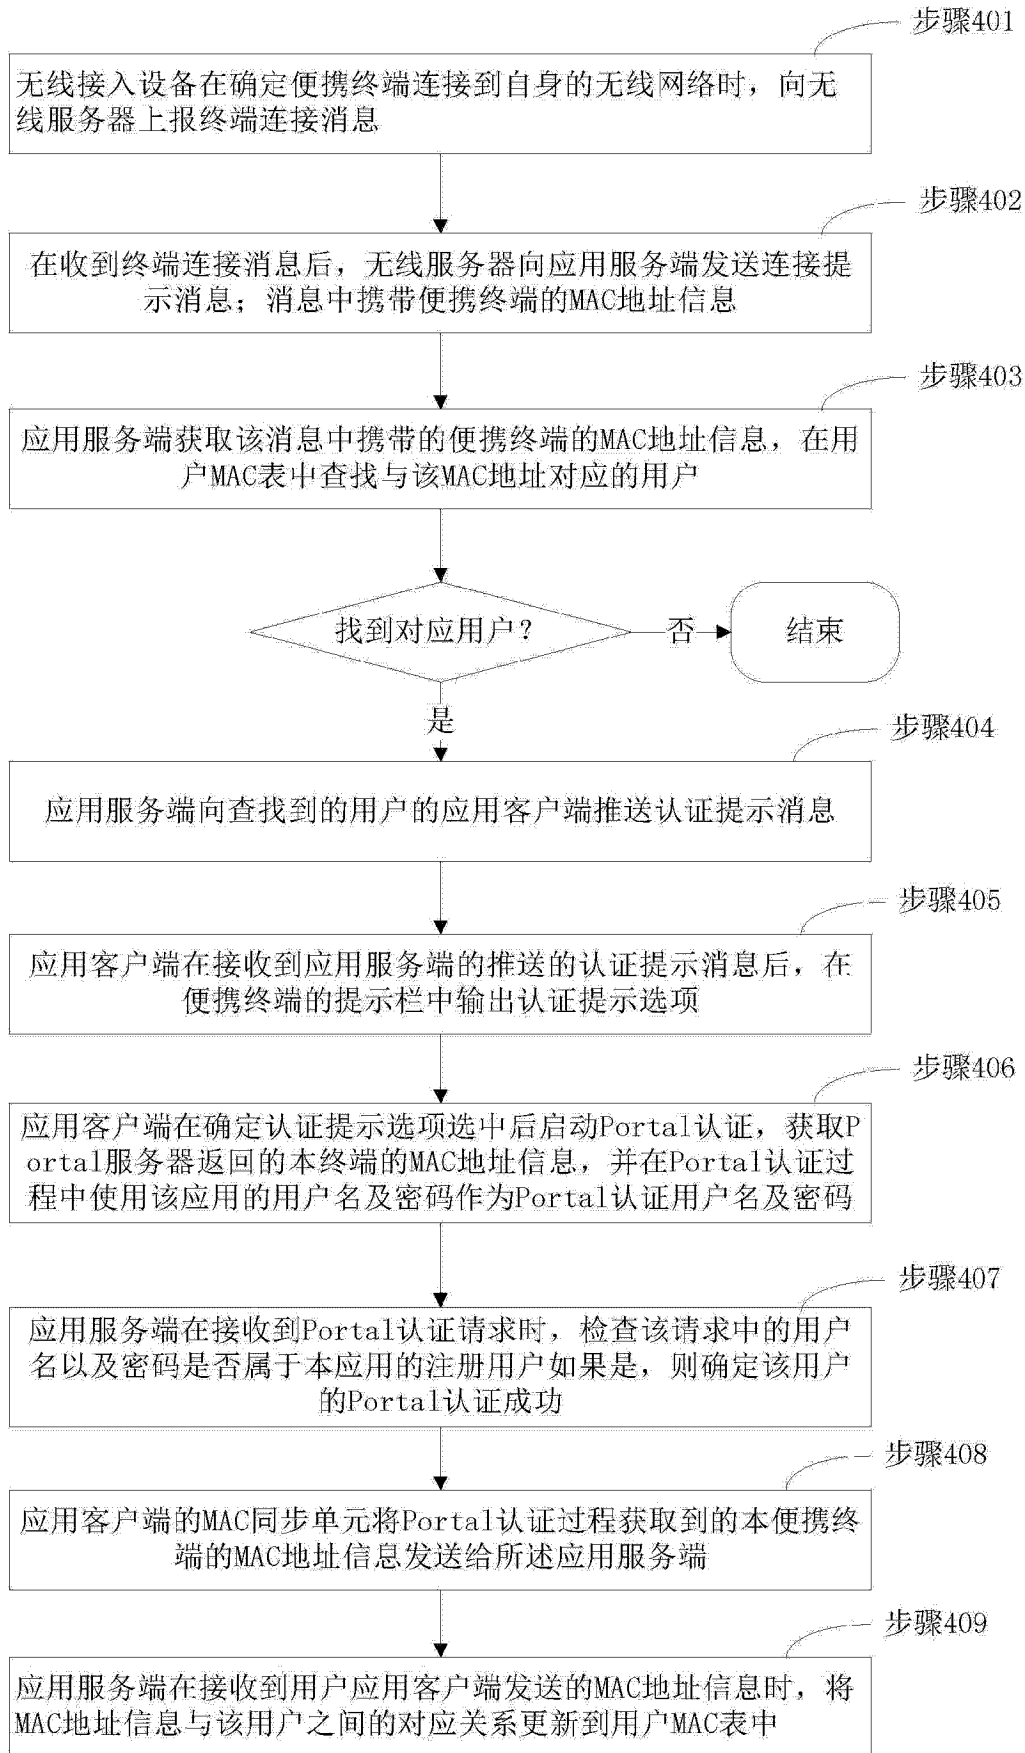 步骤401
无线接入设备在确定便携终端连接到自身的无线网络时，向无
线服务器上报终端连接消息
步骤402
在收到终端连接消息后，无线服务器向应用服务端发送连接提
示消息；消息中携带便携终端的MAC地址信息
步骤403
应用服务端获取该消息中携带的便携终端的MAC地址信息，在用
户MAC表中查找与该MAC地址对应的用户
找到对应用户？
否
结束
是
步骤404
应用服务端向查找到的用户的应用客户端推送认证提示消息
步骤405
应用客户端在接收到应用服务端的推送的认证提示消息后，在
便携终端的提示栏中输出认证提示选项
步骤406
应用客户端在确定认证提示选项选中后启动Portal认证，获取P
ortal服务器返回的本终端的MAC地址信息，并在Portal认证过
程中使用该应用的用户名及密码作为Portal认证用户名及密码
步骤407
应用服务端在接收到Portal认证请求时，检查该请求中的用户
名以及密码是否属于本应用的注册用户如果是，则确定该用户
的Portal认证成功
步骤408
应用客户端的MAC同步单元将Portal认证过程获取到的本便携终
端的MAC地址信息发送给所述应用服务端
步骤409
应用服务端在接收到用户应用客户端发送的MAC地址信息时，将
MAC地址信息与该用户之间的对应关系更新到用户MAC表中